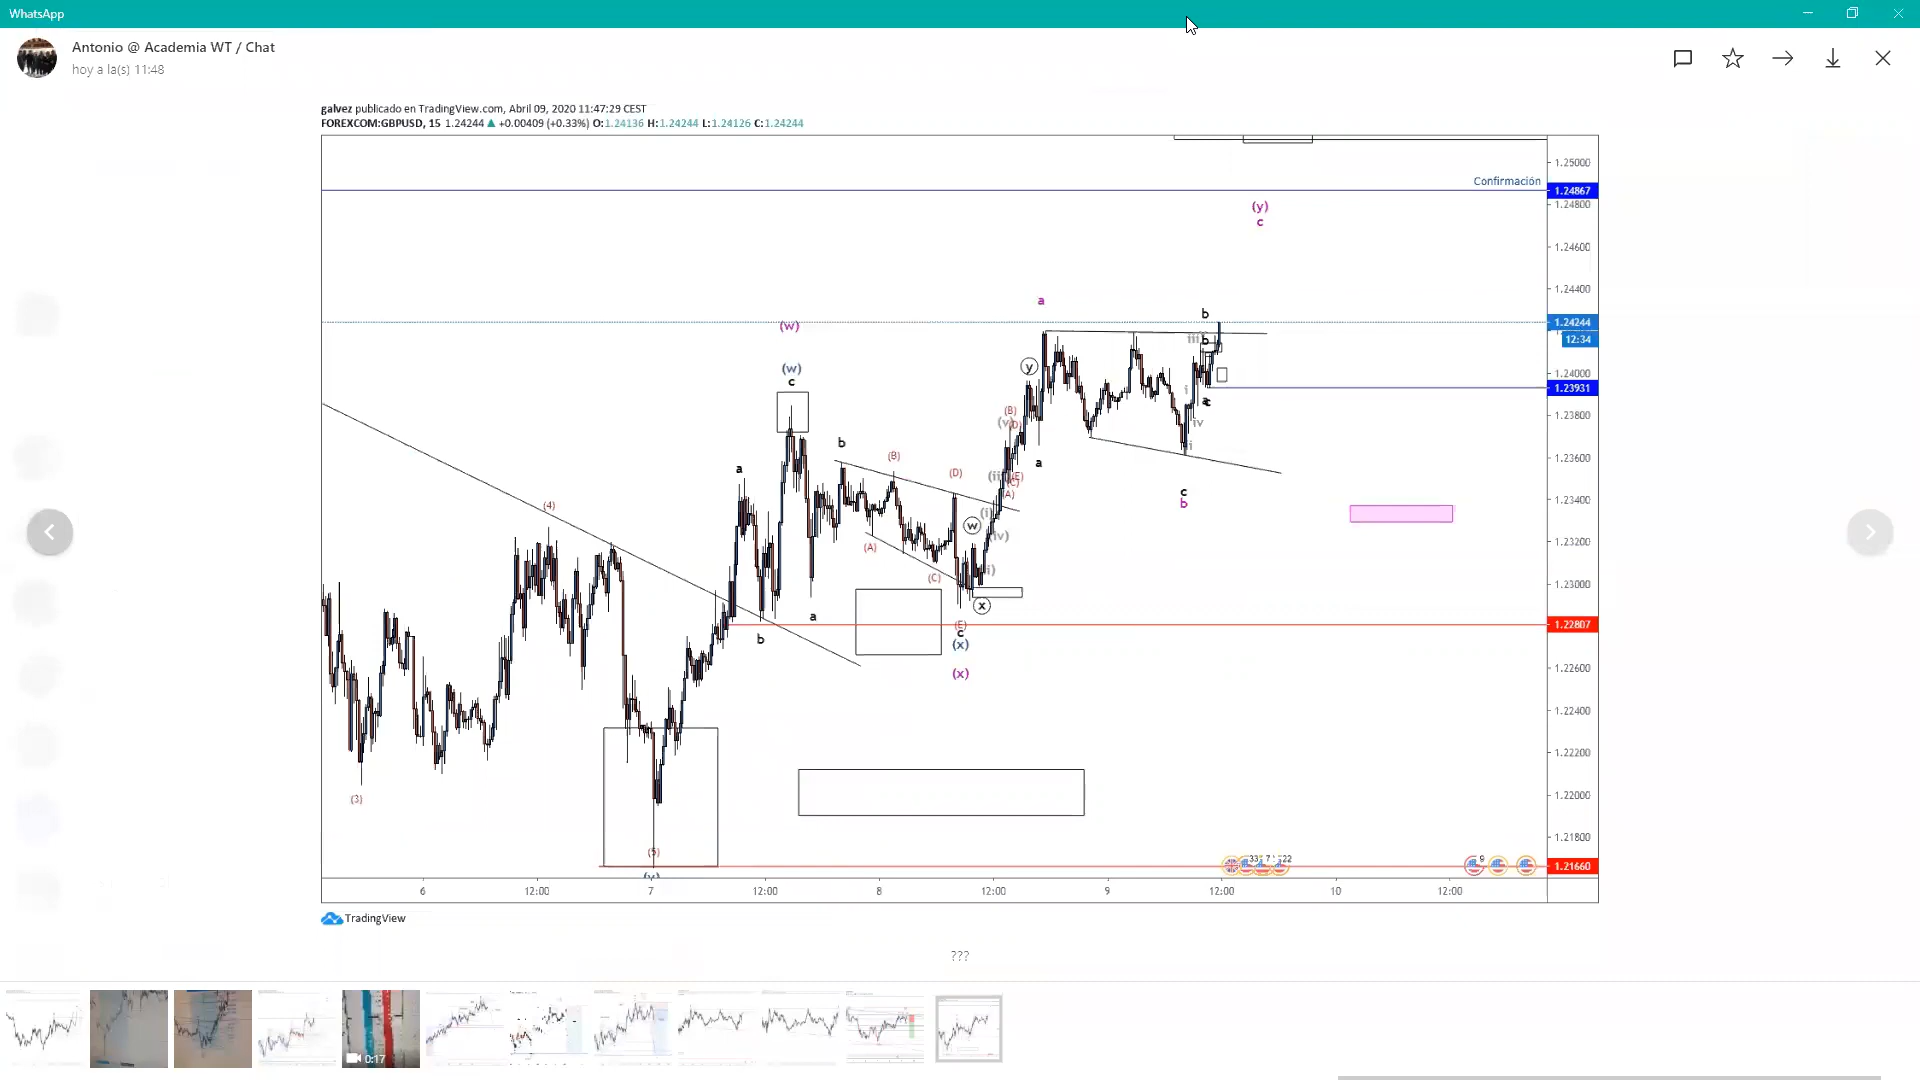 WhatsApp
Antonio @ Academia WT / Chat
hoy a la(s) 11:48
galvez publicado en TradingView.com, Abril 09, 2020 11:47:29 CEST
FOREXCOM:GBPUSD, 15 1.24244 ▲ +0.00409 (+0.33%) O:1.24136 H:1.24244 L:1.24126 C:1.24244
1.25000
Confirmación
1.24867
1.24800
(y)
c
1.24600
1.24400
a
b
(w)
1.24244
12:34
iii
b
(w)
c
y
1.24000
i
1.23931
(B)
1.23800
iv
b
(B)
a
a
(D)
1.23600
c
b
1.23400
(i)
w
(iv)
1.23200
(4)
(A)
(C)
1.23000
x
a
b
(E)
c
(x)
(x)
1.22807
1.22600
1.22400
1.22200
(3)
1.22000
1.21800
(5)
1.21660
6
12:00
7
12:00
8
12:00
9
12:00
10
12:00
TradingView
???
0:17